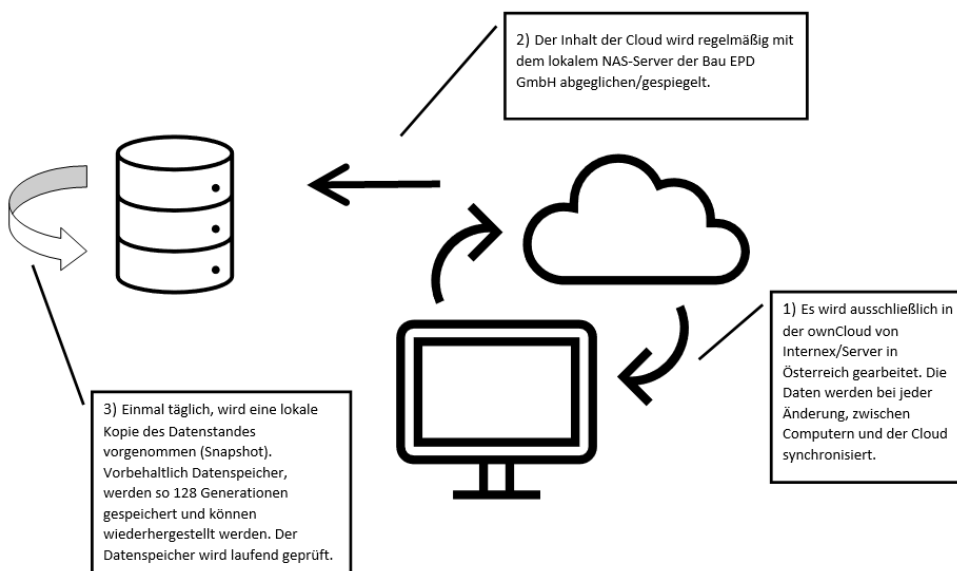 2) Der Inhalt der Cloud wird regelmäßig mit
dem lokalem NAS-Server der Bau EPD
GmbH abgeglichen/gespiegelt.
1) Es wird ausschließlich in
der ownCloud von
Internex/Server in
Österreich gearbeitet. Die
Daten werden bei jeder
Änderung, zwischen
Computern und der Cloud
synchronisiert.
3) Einmal täglich, wird eine lokale
Kopie des Datenstandes
vorgenommen (Snapshot).
Vorbehaltlich Datenspeicher,
werden so 128 Generationen
gespeichert und können
wiederhergestellt werden. Der
Datenspeicher wird laufend geprüft.